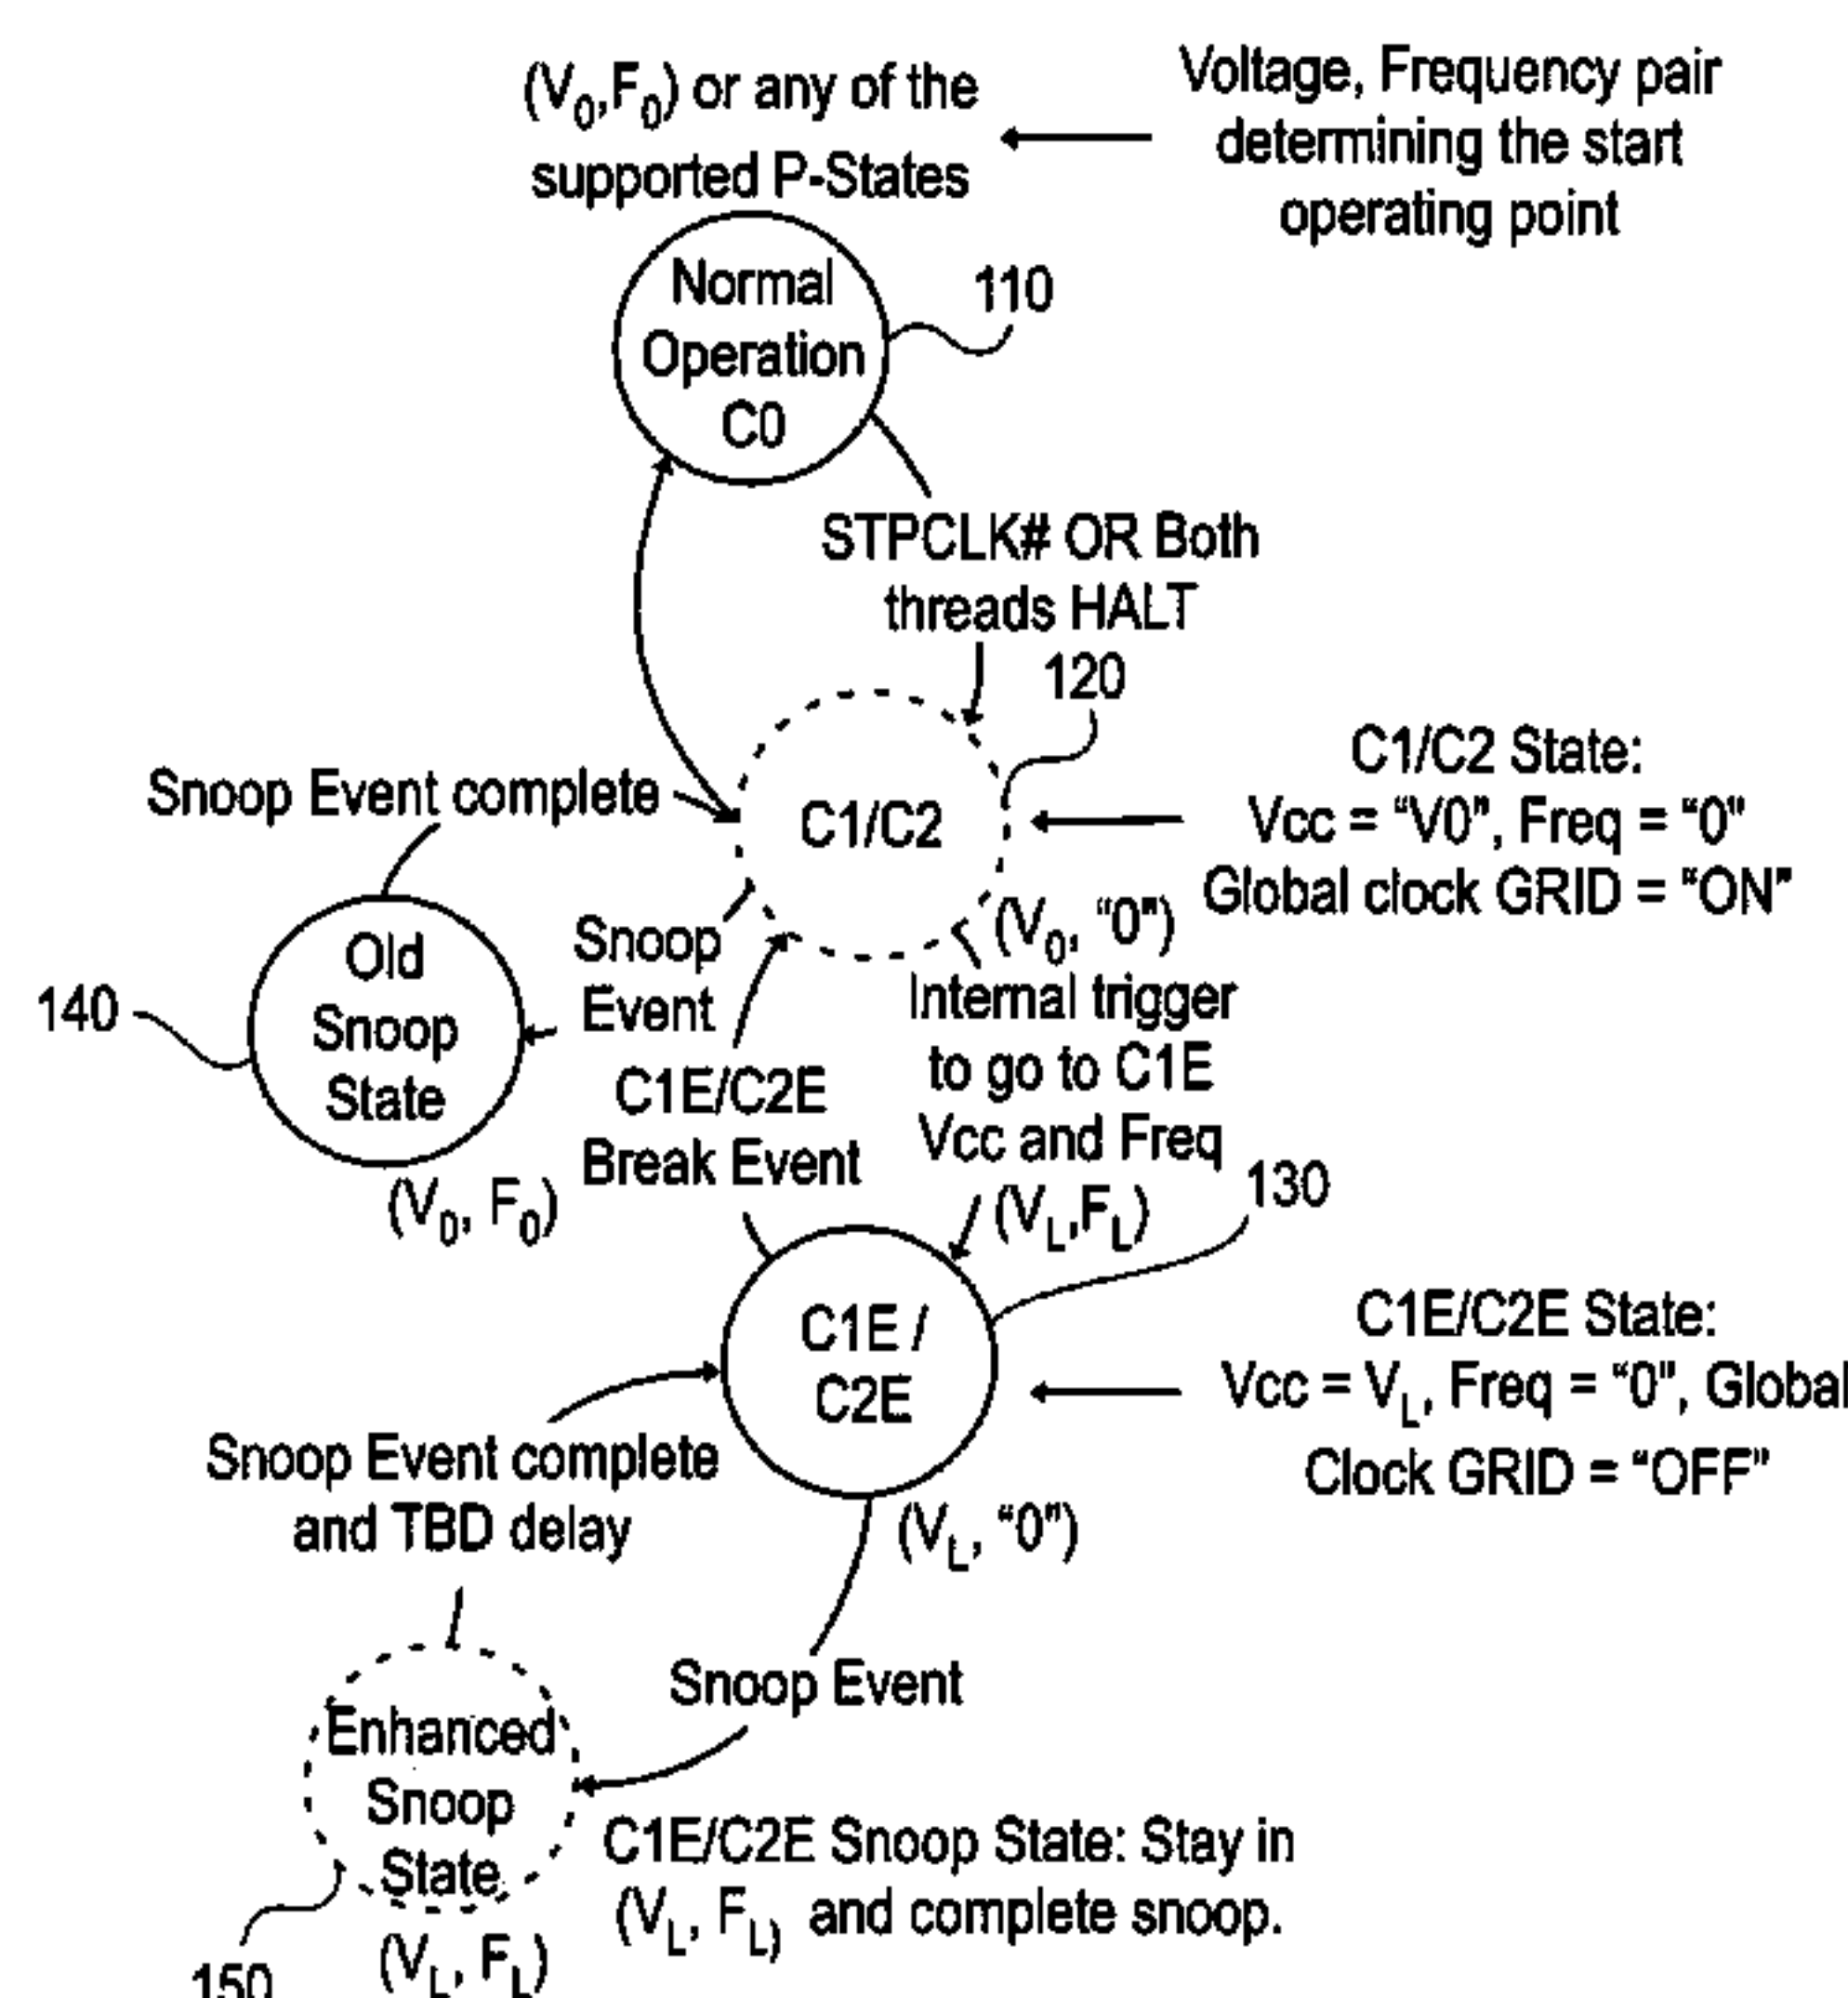 (V0,F0) or any of the
supported P-States
Voltage, Frequency pair
determining the start
operating point
Normal
Operation
C0
110
STPCLK# OR Both
threads HALT
120
Snoop Event complete
C1/C2
C1/C2 State:
Vcc = “V0”, Freq = “0”
Global clock GRID = “ON”
(V0, “0”)
Old
Snoop
State
140
(V0, F0)
Snoop
Event
C1E/C2E
Break Event
Internal trigger
to go to C1E
Vcc and Freq
(VL,FL)
130
C1E /
C2E
C1E/C2E State:
Vcc = VL, Freq = “0”, Global
Clock GRID = “OFF”
Snoop Event complete
and TBD delay
(VL, “0”)
Snoop Event
Enhanced
Snoop
State
C1E/C2E Snoop State: Stay in
(VL, FL) and complete snoop.
(VL, FL)
150